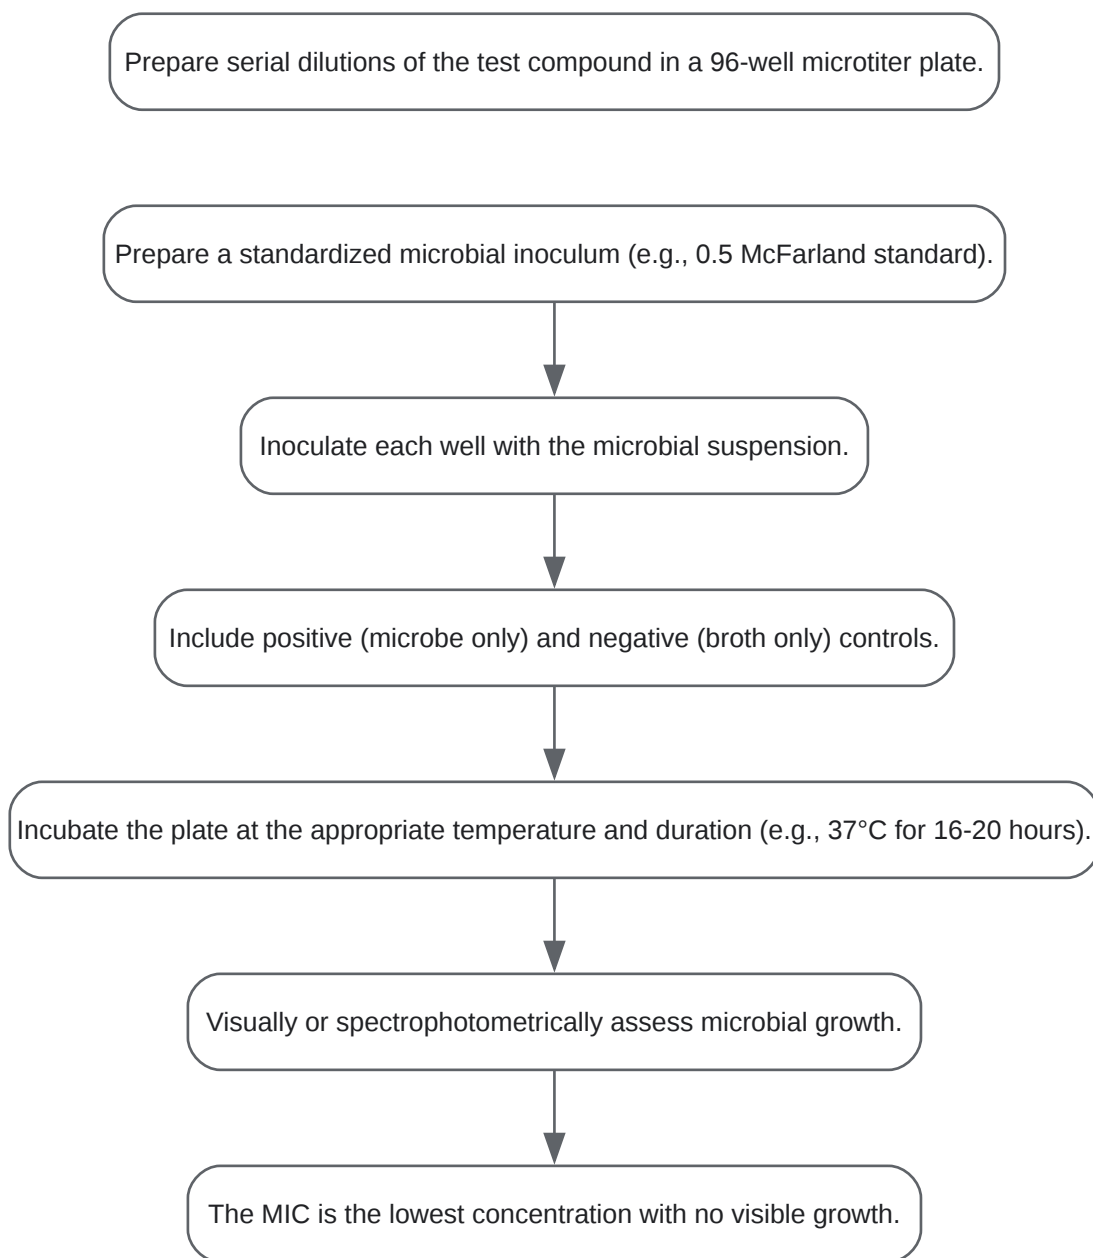 Prepare serial dilutions of the test compound in a 96-well microtiter plate.
Prepare a standardized microbial inoculum (e.g., 0.5 McFarland standard).
Inoculate each well with the microbial suspension.
Include positive (microbe only) and negative (broth only) controls.
Incubate the plate at the appropriate temperature and duration (e.g., 37°C for 16-20 hours).
Visually or spectrophotometrically assess microbial growth.
The MIC is the lowest concentration with no visible growth.